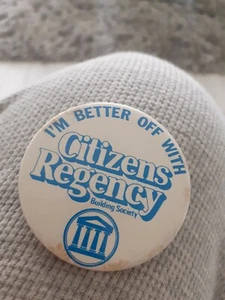 I'M BETTER OFF WITH
Citizens
Regency
Building Society